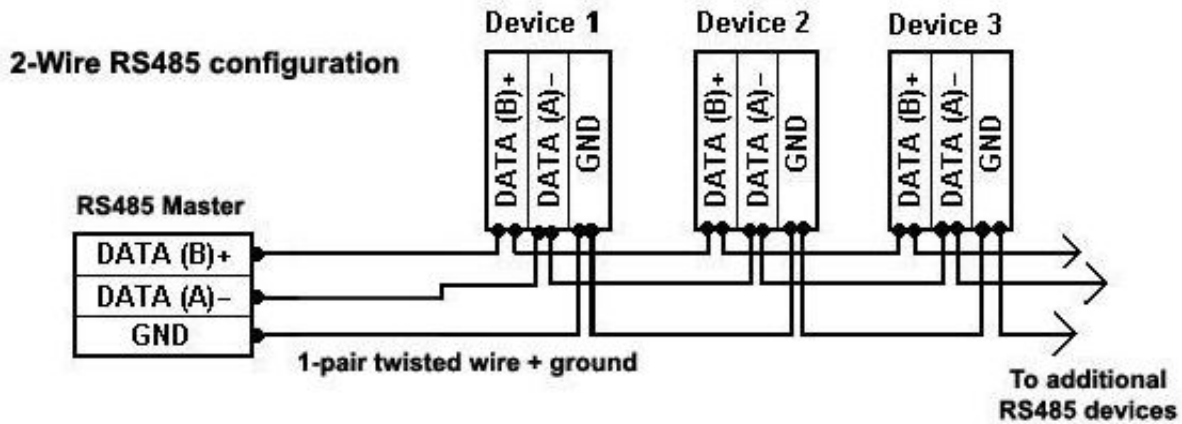 Device 1
Device 2
Device 3
2-Wire RS485 configuration
DATA (B)+
DATA (A)-
GND
DATA (B)+
DATA (A)-
GND
DATA (B)+
DATA (A)-
GND
RS485 Master
DATA (B)+
DATA (A)-
GND
1-pair twisted wire + ground
To additional
RS485 devices